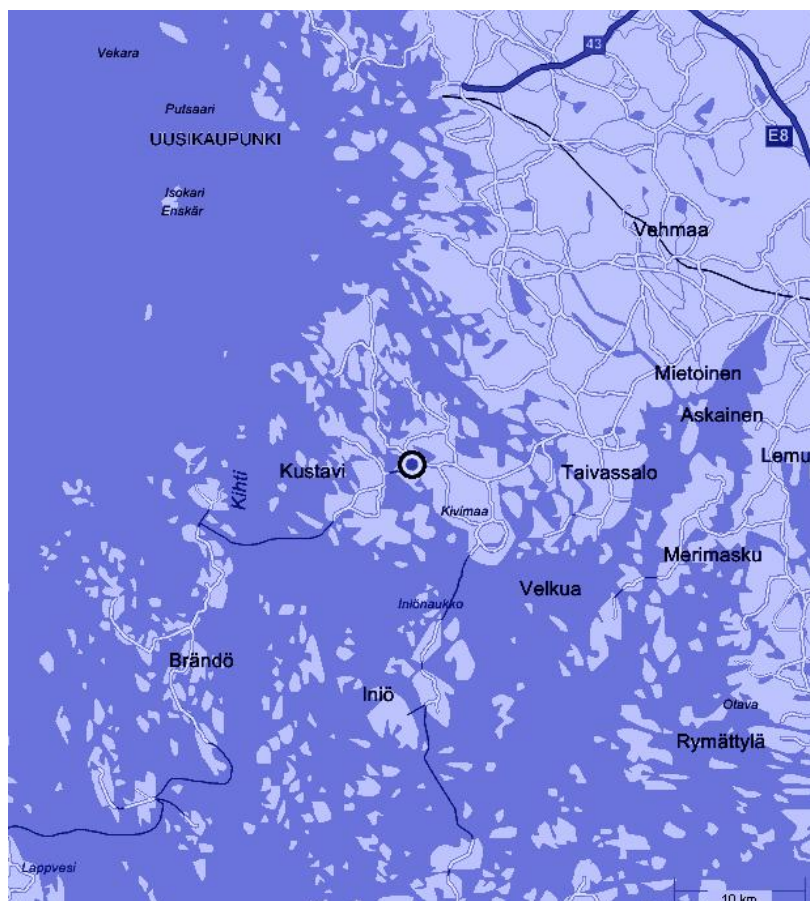 43
Vekara
Putsaari
E8
UUSIKAUPUNKI
Isokari
Enskär
Vehmaa
Mietoinen
Askainen
Lemu
Kustavi
Kihti
Taivassalo
Kivimaa
Merimasku
Velkua
Iniönaukko
Brändö
Iniö
Otava
Rymättylä
Lappvesi
10 km